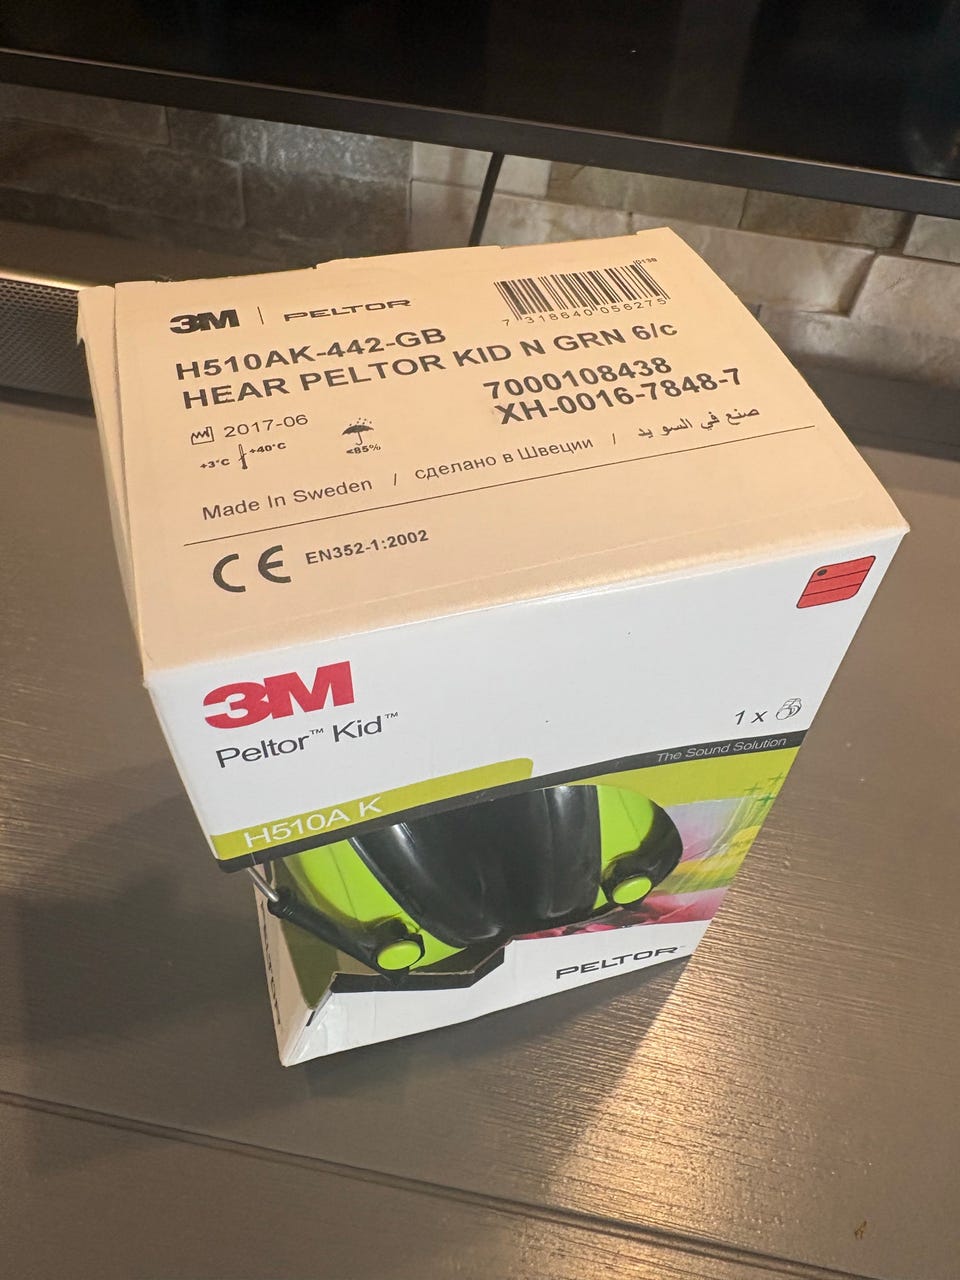 3M | PELTOR
10138
7 318640 056275
H510AK-442-GB
HEAR PELTOR KID N GRN 6/c
7000108438
XH-0016-7848-7
2017-06
+3°C +40°C
<85%
Made In Sweden / сделано в Швеции / صنع في السويد
CE EN352-1:2002
3M
Peltor™ Kid™
1 x
The Sound Solution
H510A K
PELTOR™